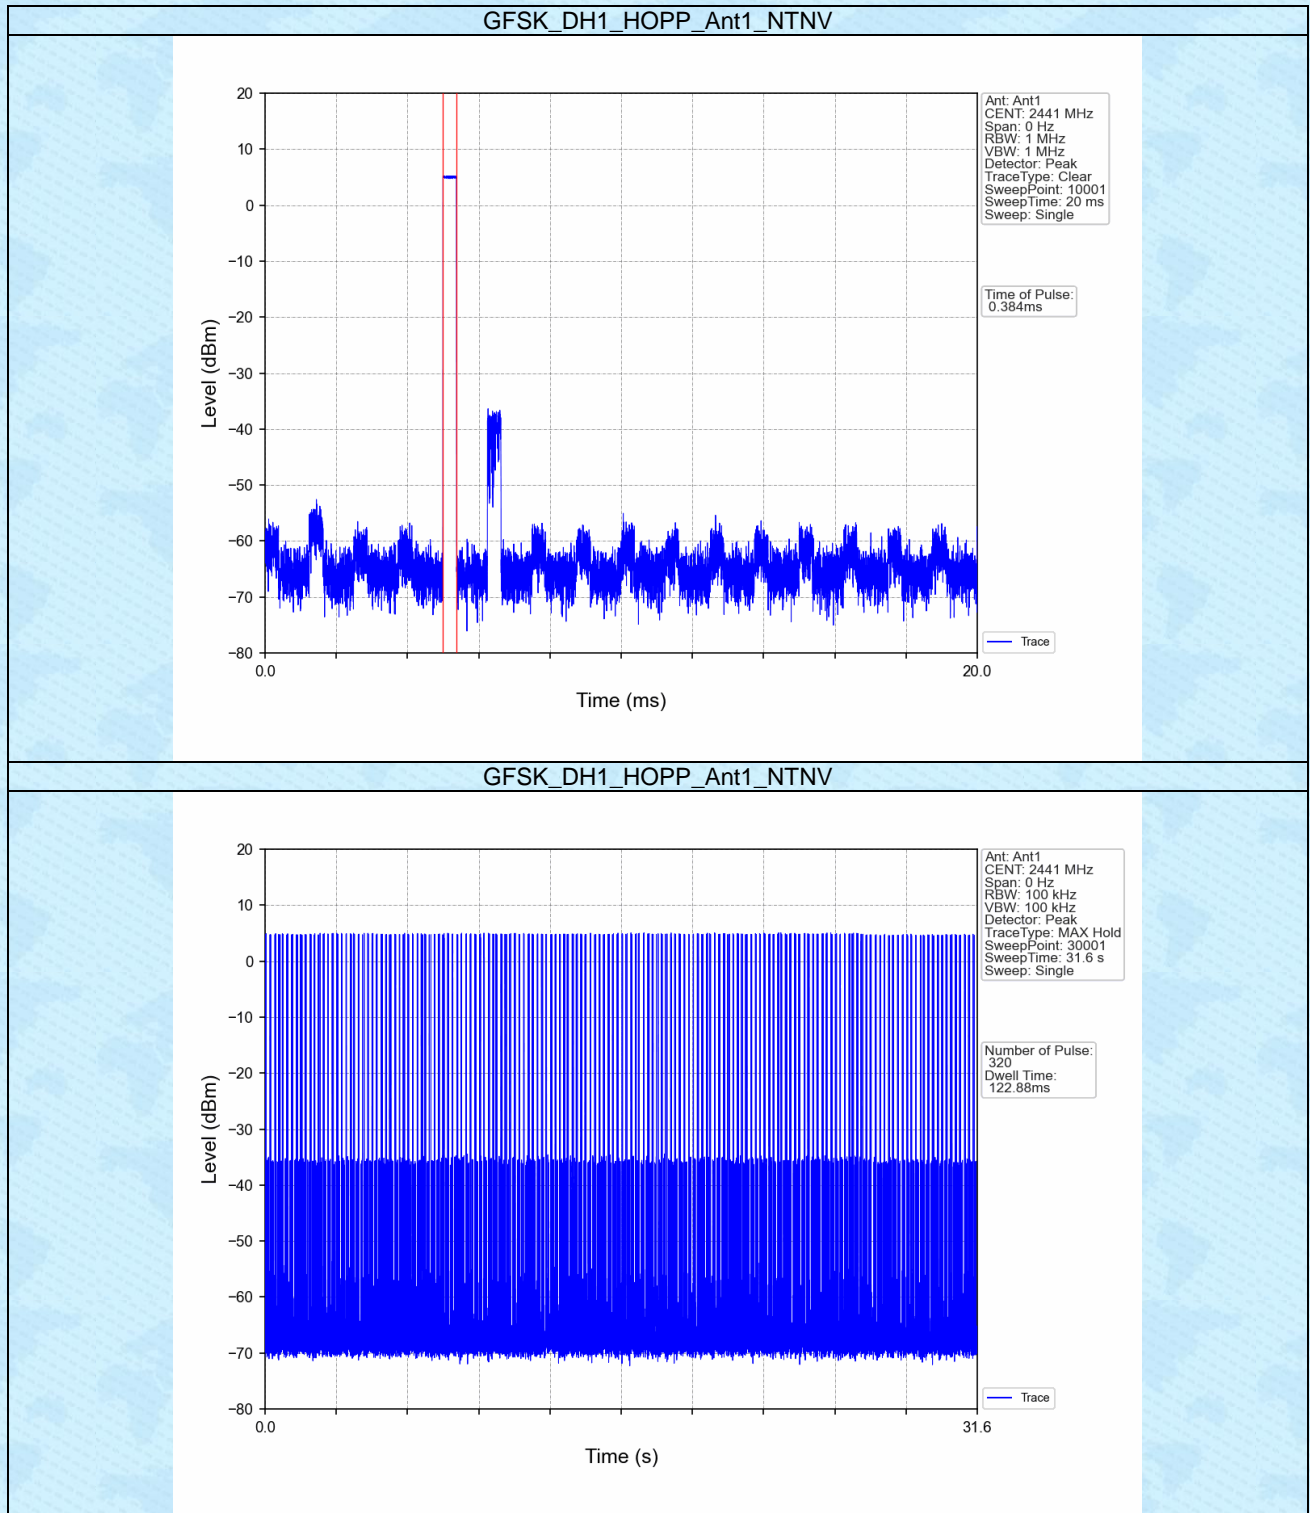 GFSK_DH1_HOPP_Ant1_NTNV
20
10
0
−10
−20
−30
−40
−50
−60
−70
−80
Level (dBm)
0.0
20.0
Time (ms)
Ant: Ant1
CENT: 2441 MHz
Span: 0 Hz
RBW: 1 MHz
VBW: 1 MHz
Detector: Peak
TraceType: Clear
SweepPoint: 10001
SweepTime: 20 ms
Sweep: Single
Time of Pulse:
0.384ms
Trace
GFSK_DH1_HOPP_Ant1_NTNV
20
10
0
−10
−20
−30
−40
−50
−60
−70
−80
Level (dBm)
0.0
31.6
Time (s)
Ant: Ant1
CENT: 2441 MHz
Span: 0 Hz
RBW: 100 kHz
VBW: 100 kHz
Detector: Peak
TraceType: MAX Hold
SweepPoint: 30001
SweepTime: 31.6 s
Sweep: Single
Number of Pulse:
320
Dwell Time:
122.88ms
Trace